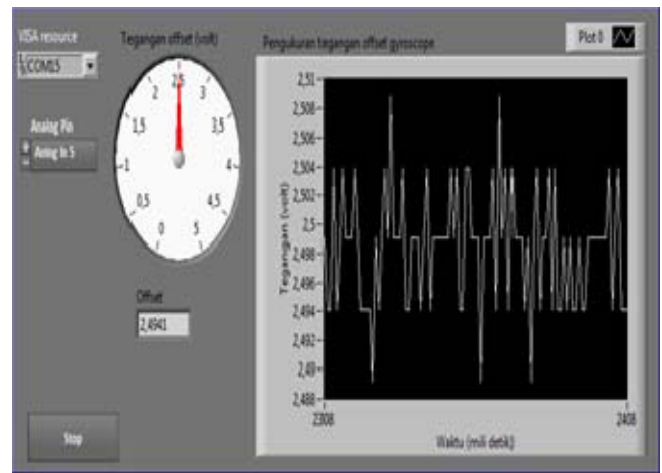 VISA resource
COM15
Analog Pin
Anlog In 5
Tegangan offset (volt)
0
0,5
1
1,5
2
2,5
3
3,5
4
4,5
5
Offset
2,4941
Stop
Pengukuran tegangan offset gyroscope
Plot 0
Tegangan (volt)
2,51
2,508
2,506
2,504
2,502
2,5
2,498
2,496
2,494
2,492
2,49
2,488
2308
2408
Waktu (mili detik)